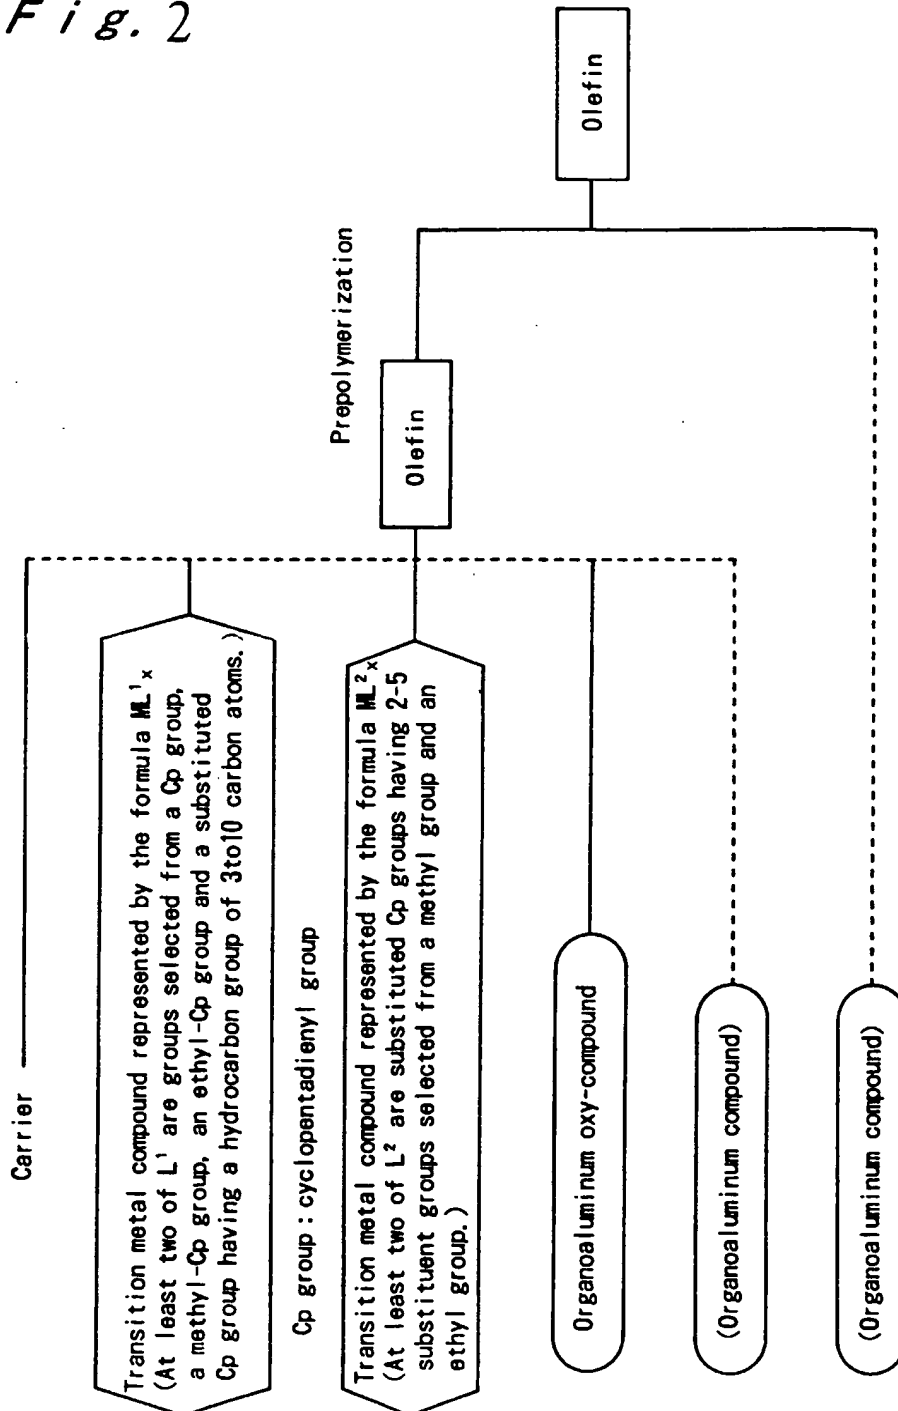 Fig. 2
Carrier
Transition metal compound represented by the formula ML¹x
(At least two of L¹ are groups selected from a Cp group,
a methyl-Cp group, an ethyl-Cp group and a substituted
Cp group having a hydrocarbon group of 3to10 carbon atoms.)
Cp group:cyclopentadienyl group
Transition metal compound represented by the formula ML²x
(At least two of L² are substituted Cp groups having 2-5
substituent groups selected from a methyl group and an
ethyl group.)
Organoaluminum oxy-compound
(Organoaluminum compound)
(Organoaluminum compound)
Prepolymerization
Olefin
Olefin